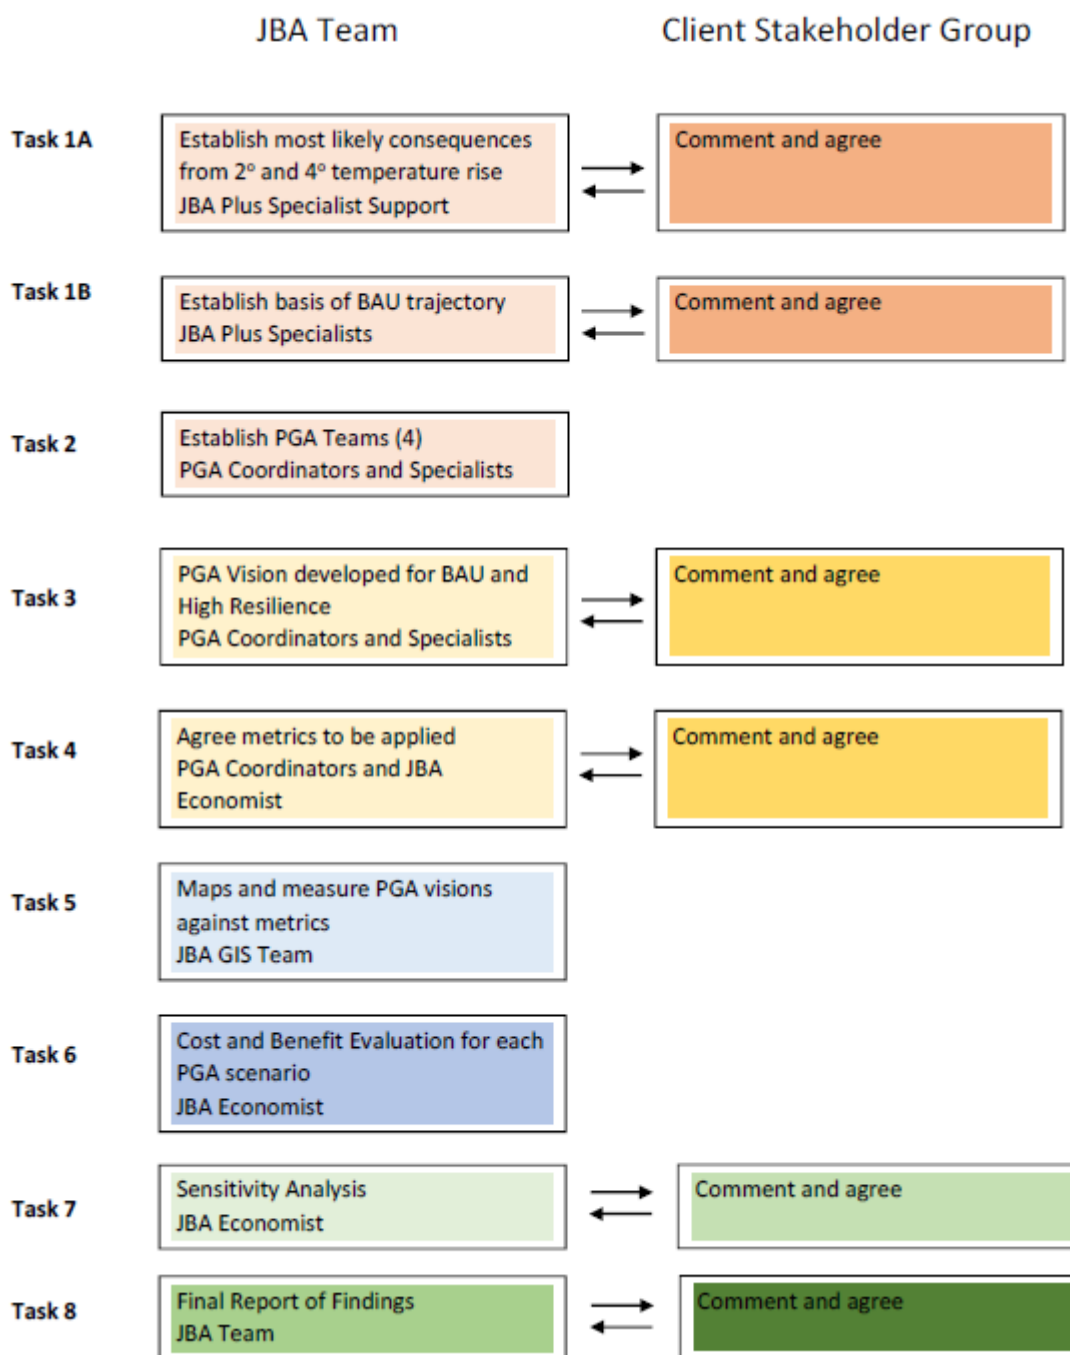 JBA Team
Client Stakeholder Group
Task 1A
Establish most likely consequences
from 2º and 4º temperature rise
JBA Plus Specialist Support
Comment and agree
Task 1B
Establish basis of BAU trajectory
JBA Plus Specialists
Comment and agree
Task 2
Establish PGA Teams (4)
PGA Coordinators and Specialists
Task 3
PGA Vision developed for BAU and
High Resilience
PGA Coordinators and Specialists
Comment and agree
Task 4
Agree metrics to be applied
PGA Coordinators and JBA
Economist
Comment and agree
Task 5
Maps and measure PGA visions
against metrics
JBA GIS Team
Task 6
Cost and Benefit Evaluation for each
PGA scenario
JBA Economist
Task 7
Sensitivity Analysis
JBA Economist
Comment and agree
Task 8
Final Report of Findings
JBA Team
Comment and agree